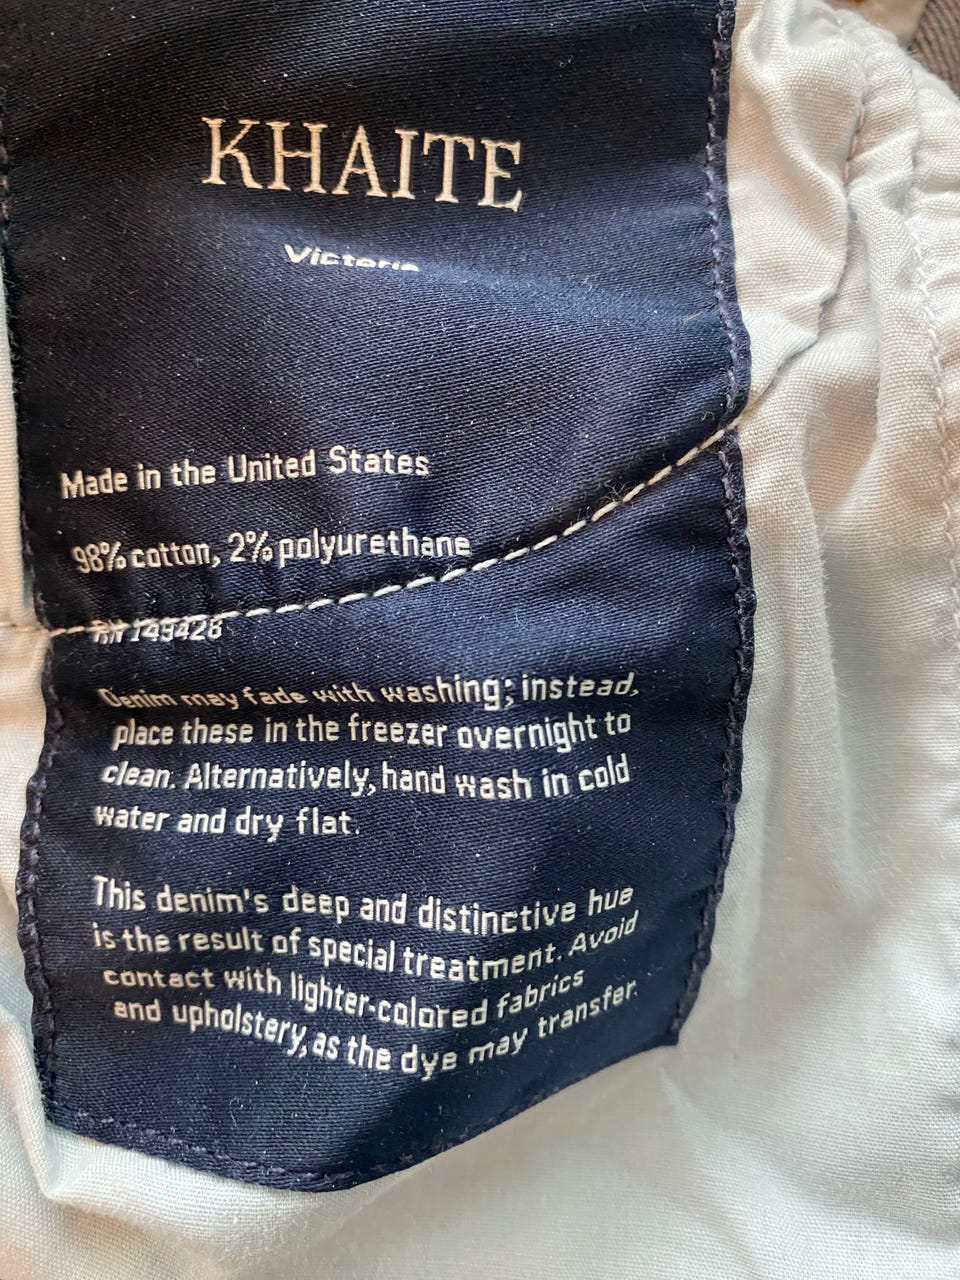 KHAITE
Victoria
Made in the United States
98% cotton, 2% polyurethane
RN 149428
Denim may fade with washing; instead,
place these in the freezer overnight to
clean. Alternatively, hand wash in cold
water and dry flat.
This denim's deep and distinctive hue
is the result of special treatment. Avoid
contact with lighter-colored fabrics
and upholstery, as the dye may transfer.